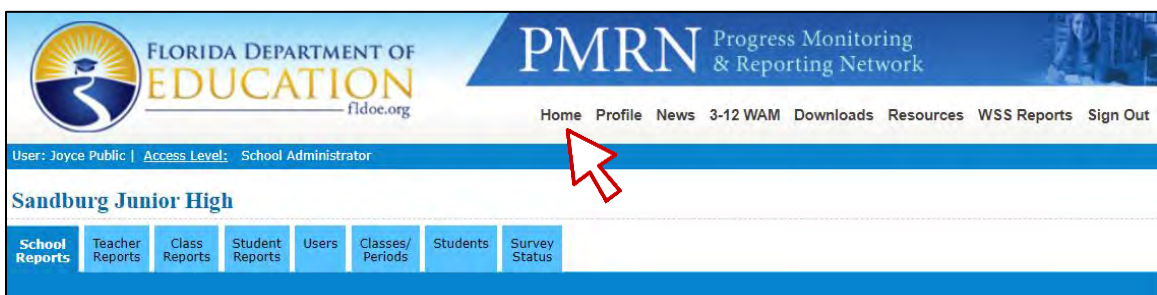 FLORIDA DEPARTMENT OF
EDUCATION
fldoe.org
PMRN Progress Monitoring
& Reporting Network
Home Profile News 3-12 WAM Downloads Resources WSS Reports Sign Out
User: Joyce Public | Access Level: School Administrator
Sandburg Junior High
School Reports
Teacher Reports
Class Reports
Student Reports
Users
Classes/ Periods
Students
Survey Status